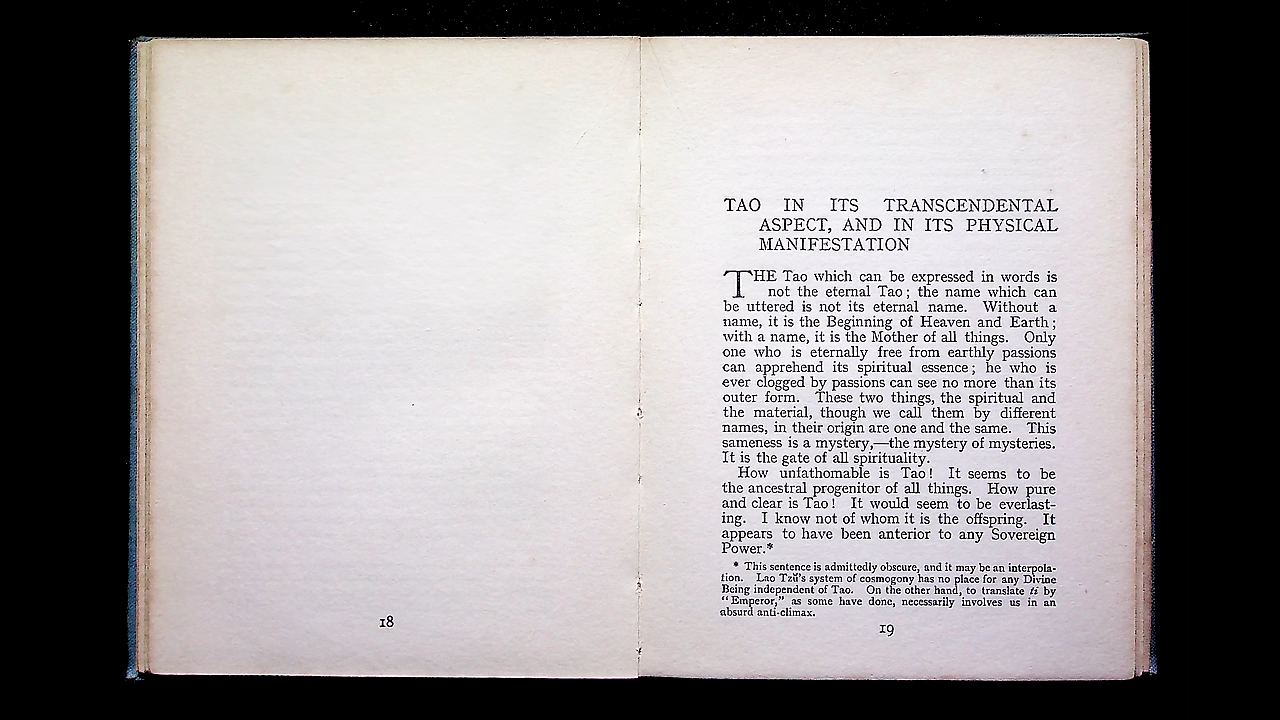 18
TAO IN ITS TRANSCENDENTAL
ASPECT, AND IN ITS PHYSICAL
MANIFESTATION
THE Tao which can be expressed in words is
not the eternal Tao; the name which can
be uttered is not its eternal name. Without a
name, it is the Beginning of Heaven and Earth;
with a name, it is the Mother of all things. Only
one who is eternally free from earthly passions
can apprehend its spiritual essence; he who is
ever clogged by passions can see no more than its
outer form. These two things, the spiritual and
the material, though we call them by different
names, in their origin are one and the same. This
sameness is a mystery,—the mystery of mysteries.
It is the gate of all spirituality.
How unfathomable is Tao! It seems to be
the ancestral progenitor of all things. How pure
and clear is Tao! It would seem to be everlast-
ing. I know not of whom it is the offspring. It
appears to have been anterior to any Sovereign
Power.*
* This sentence is admittedly obscure, and it may be an interpola-
tion. Lao Tzŭ's system of cosmogony has no place for any Divine
Being independent of Tao. On the other hand, to translate ti by
"Emperor," as some have done, necessarily involves us in an
absurd anti-climax.
19